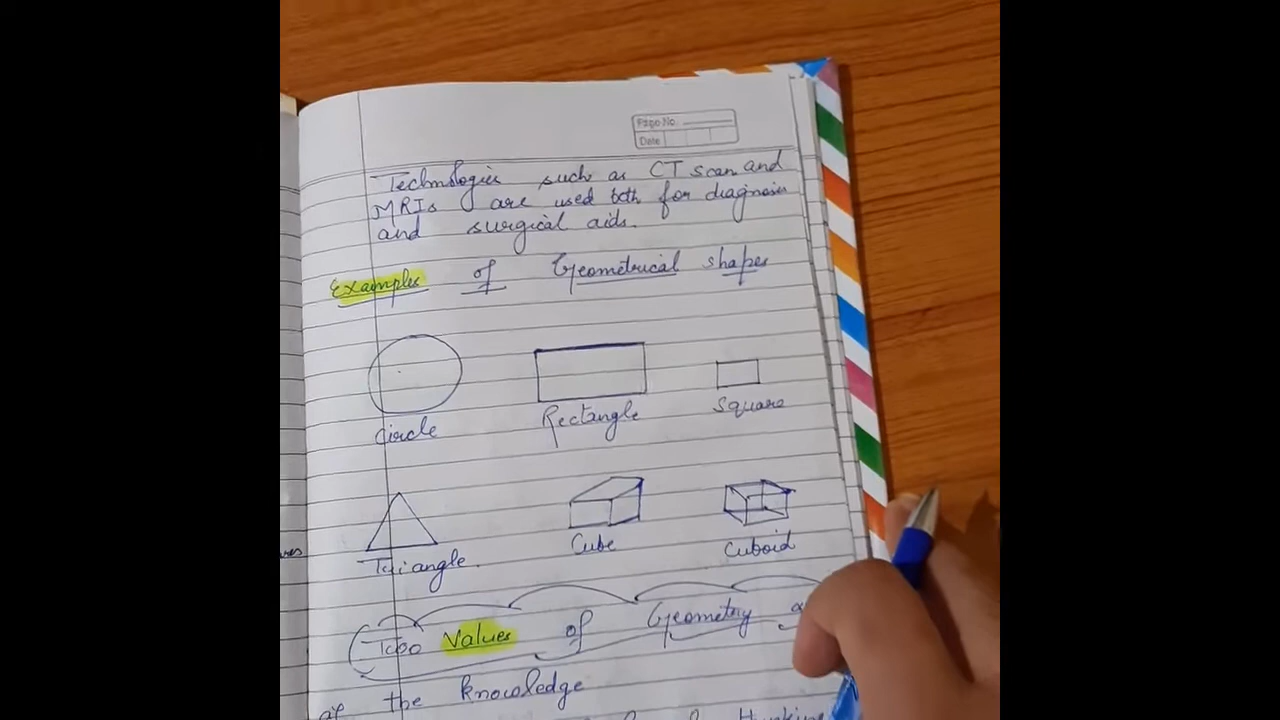 Page No.
Date
Technologies such as CT scan and
MRIs are used both for diagnosis
and surgical aids.
Examples of Geometrical shapes
Circle Rectangle Square
Triangle. Cube Cuboid
Two Values of Geometry
of the knowledge